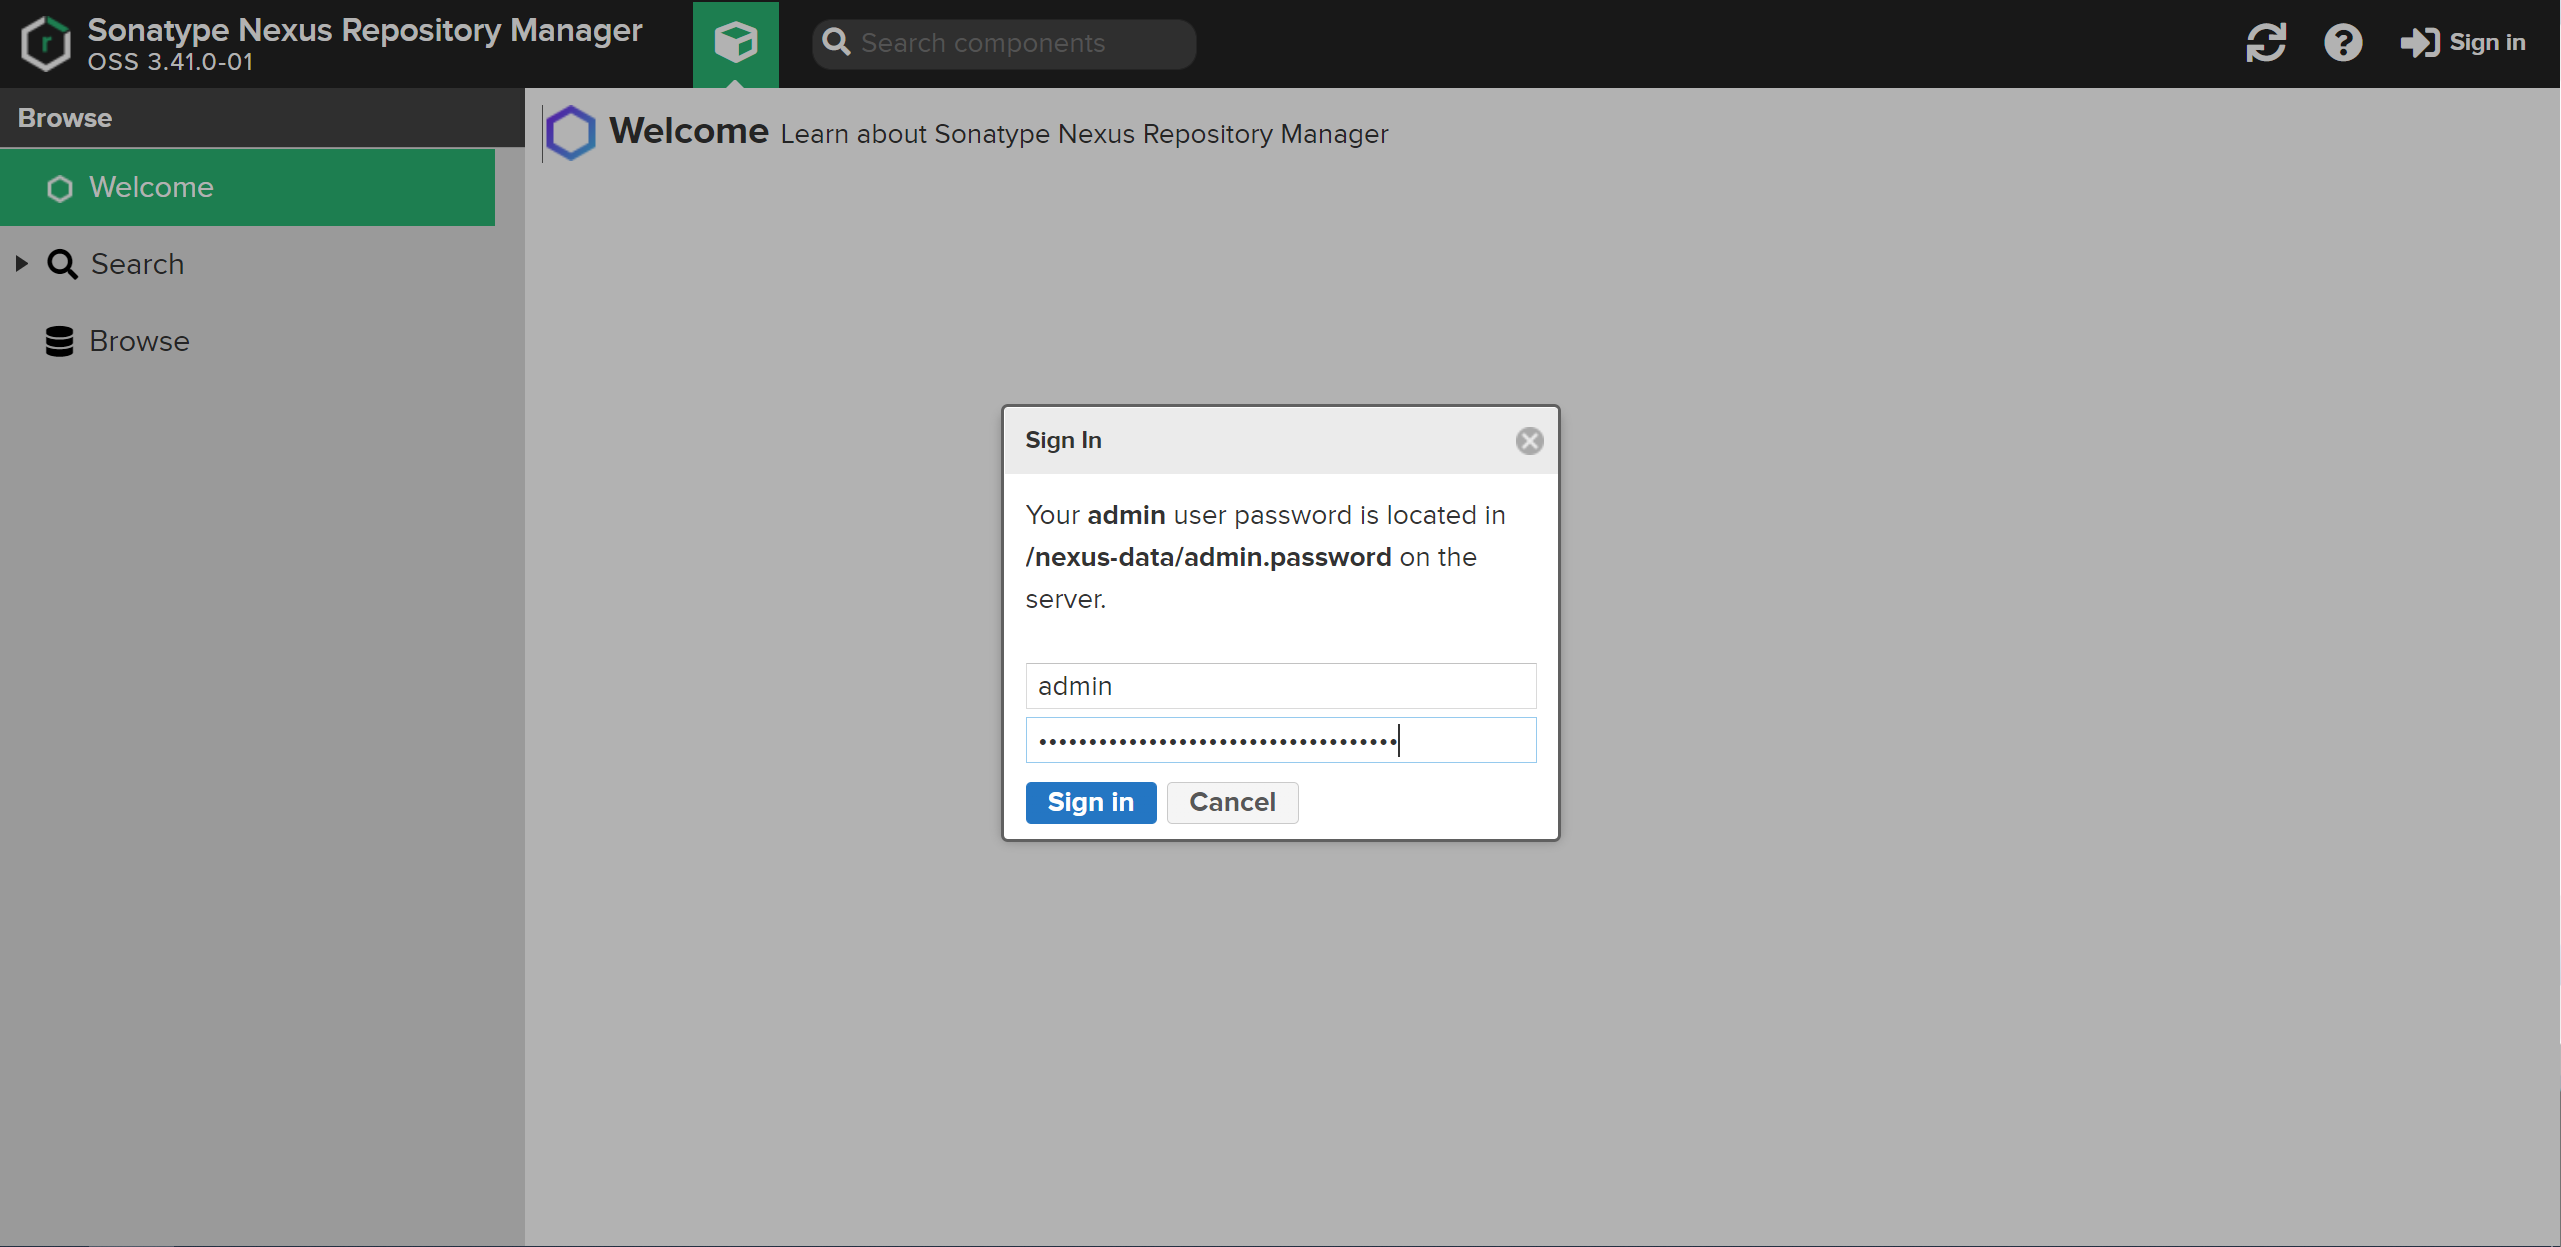 Sonatype Nexus Repository Manager
OSS 3.41.0-01
Search components
Sign in
Browse
Welcome
Search
Browse
Welcome Learn about Sonatype Nexus Repository Manager
Sign In
Your admin user password is located in
/nexus-data/admin.password on the
server.
admin
••••••••••••••••••••••••••••••••••••
Sign in
Cancel